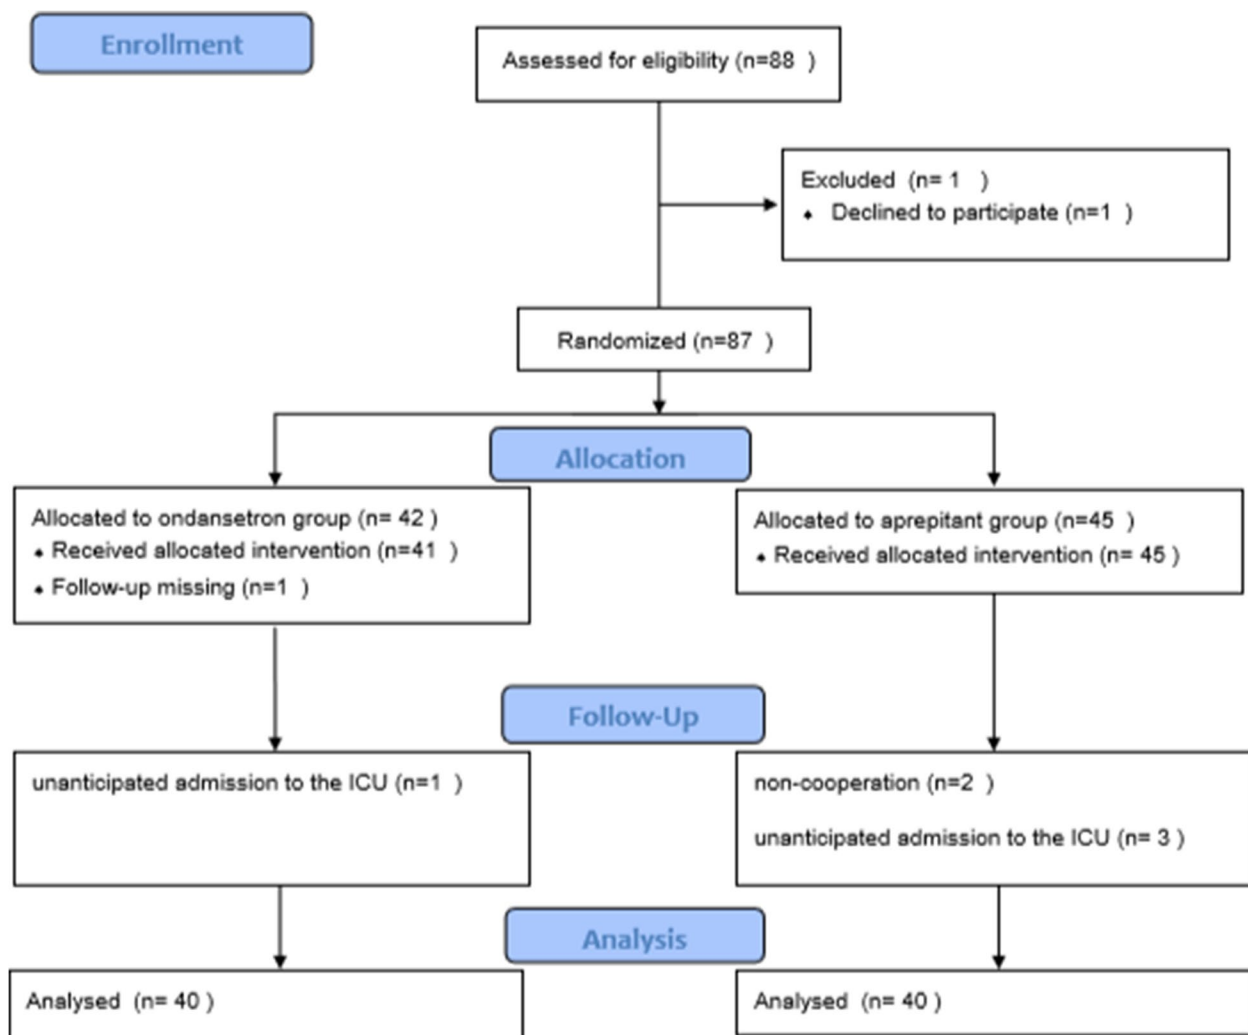 Enrollment
Assessed for eligibility (n=88 )
Excluded (n= 1 )
⬧ Declined to participate (n=1 )
Randomized (n=87 )
Allocation
Allocated to ondansetron group (n= 42 )
⬧ Received allocated intervention (n=41 )
⬧ Follow-up missing (n=1 )
Allocated to aprepitant group (n=45 )
⬧ Received allocated intervention (n= 45 )
Follow-Up
unanticipated admission to the ICU (n=1 )
non-cooperation (n=2 )
unanticipated admission to the ICU (n= 3 )
Analysis
Analysed (n= 40 )
Analysed (n= 40 )